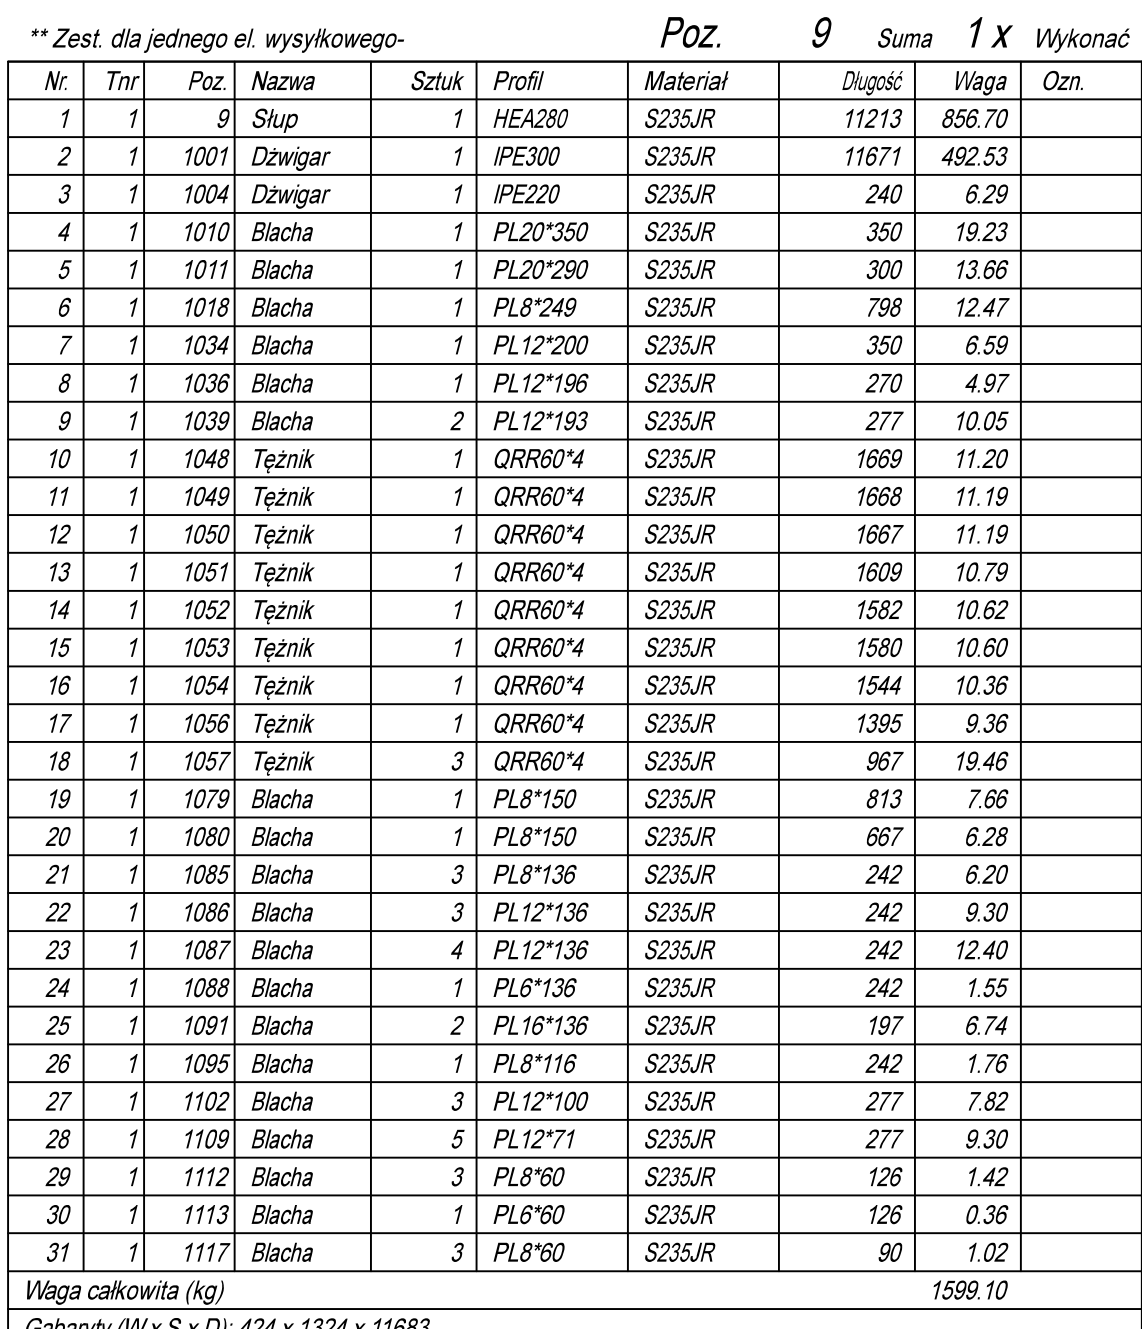 ** Zest. dla jednego el. wysyłkowego- Poz. 9 Suma 1 x Wykonać
Nr. Tnr Poz. Nazwa Sztuk Profil Materiał Długość Waga Ozn.
1 1 9 Słup 1 HEA280 S235JR 11213 856.70
2 1 1001 Dżwigar 1 IPE300 S235JR 11671 492.53
3 1 1004 Dżwigar 1 IPE220 S235JR 240 6.29
4 1 1010 Blacha 1 PL20*350 S235JR 350 19.23
5 1 1011 Blacha 1 PL20*290 S235JR 300 13.66
6 1 1018 Blacha 1 PL8*249 S235JR 798 12.47
7 1 1034 Blacha 1 PL12*200 S235JR 350 6.59
8 1 1036 Blacha 1 PL12*196 S235JR 270 4.97
9 1 1039 Blacha 2 PL12*193 S235JR 277 10.05
10 1 1048 Tężnik 1 QRR60*4 S235JR 1669 11.20
11 1 1049 Tężnik 1 QRR60*4 S235JR 1668 11.19
12 1 1050 Tężnik 1 QRR60*4 S235JR 1667 11.19
13 1 1051 Tężnik 1 QRR60*4 S235JR 1609 10.79
14 1 1052 Tężnik 1 QRR60*4 S235JR 1582 10.62
15 1 1053 Tężnik 1 QRR60*4 S235JR 1580 10.60
16 1 1054 Tężnik 1 QRR60*4 S235JR 1544 10.36
17 1 1056 Tężnik 1 QRR60*4 S235JR 1395 9.36
18 1 1057 Tężnik 3 QRR60*4 S235JR 967 19.46
19 1 1079 Blacha 1 PL8*150 S235JR 813 7.66
20 1 1080 Blacha 1 PL8*150 S235JR 667 6.28
21 1 1085 Blacha 3 PL8*136 S235JR 242 6.20
22 1 1086 Blacha 3 PL12*136 S235JR 242 9.30
23 1 1087 Blacha 4 PL12*136 S235JR 242 12.40
24 1 1088 Blacha 1 PL6*136 S235JR 242 1.55
25 1 1091 Blacha 2 PL16*136 S235JR 197 6.74
26 1 1095 Blacha 1 PL8*116 S235JR 242 1.76
27 1 1102 Blacha 3 PL12*100 S235JR 277 7.82
28 1 1109 Blacha 5 PL12*71 S235JR 277 9.30
29 1 1112 Blacha 3 PL8*60 S235JR 126 1.42
30 1 1113 Blacha 1 PL6*60 S235JR 126 0.36
31 1 1117 Blacha 3 PL8*60 S235JR 90 1.02
Waga całkowita (kg) 1599.10
Gabaryty (W x S x D): 424 x 1324 x 11683